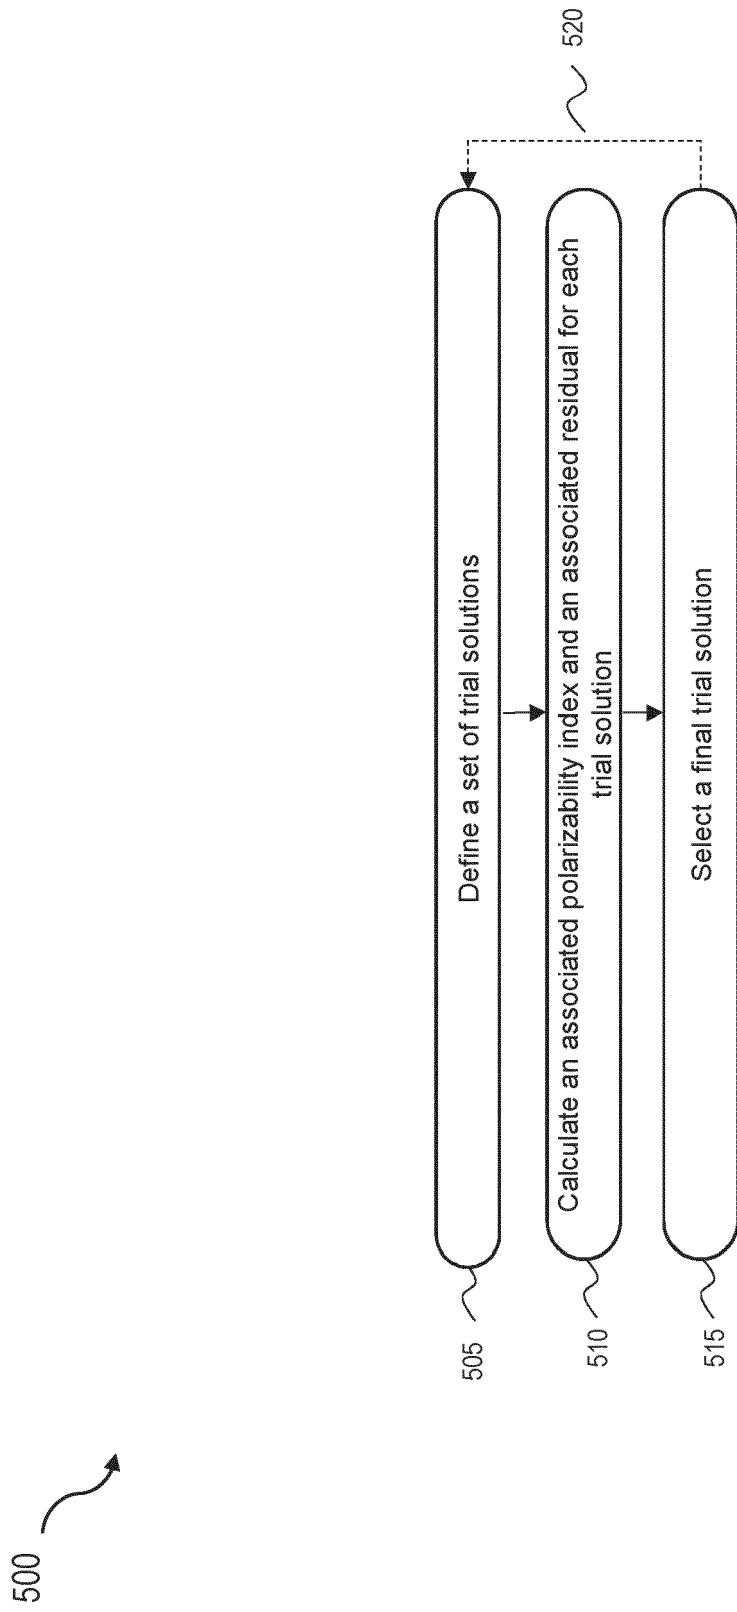 500
505
Define a set of trial solutions
510
Calculate an associated polarizability index and an associated residual for each
trial solution
515
Select a final trial solution
520